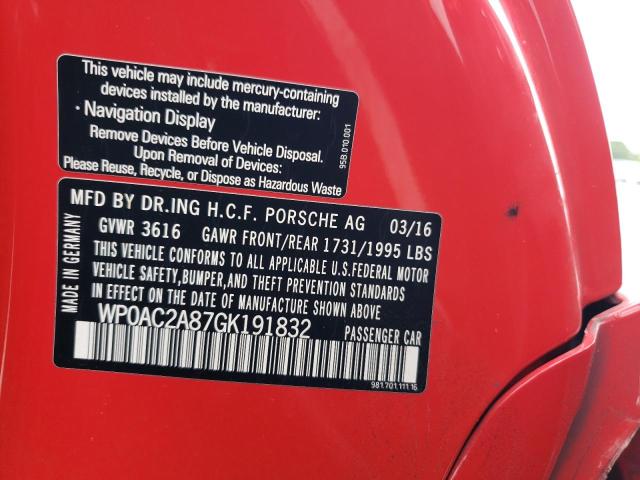 This vehicle may include mercury-containing
devices installed by the manufacturer:
· Navigation Display
Remove Devices Before Vehicle Disposal.
Upon Removal of Devices:
Please Reuse, Recycle, or Dispose as Hazardous Waste
95B.010.001
MFD BY DR.ING H.C.F. PORSCHE AG 03/16
GVWR 3616 GAWR FRONT/REAR 1731/1995 LBS
THIS VEHICLE CONFORMS TO ALL APPLICABLE U.S.FEDERAL MOTOR
VEHICLE SAFETY,BUMPER,AND THEFT PREVENTION STANDARDS
IN EFFECT ON THE DATE OF MANUFACTURE SHOWN ABOVE
WP0AC2A87GK191832 PASSENGER CAR
MADE IN GERMANY
981.701.111.16